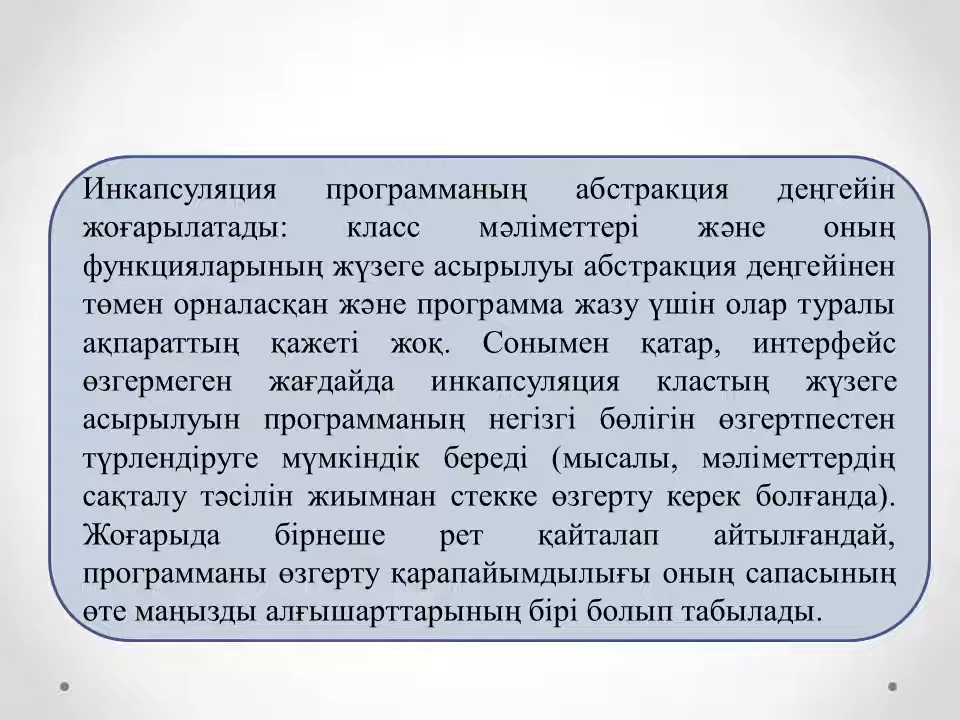 Инкапсуляция программаның абстракция деңгейін
жоғарылатады: класс мәліметтері және оның
функцияларының жүзеге асырылуы абстракция деңгейінен
төмен орналасқан және программа жазу үшін олар туралы
ақпараттың қажеті жоқ. Сонымен қатар, интерфейс
өзгермеген жағдайда инкапсуляция кластың жүзеге
асырылуын программаның негізгі бөлігін өзгертпестен
түрлендіруге мүмкіндік береді (мысалы, мәліметтердің
сақталу тәсілін жиымнан стекке өзгерту керек болғанда).
Жоғарыда бірнеше рет қайталап айтылғандай,
программаны өзгерту қарапайымдылығы оның сапасының
өте маңызды алғышарттарының бірі болып табылады.